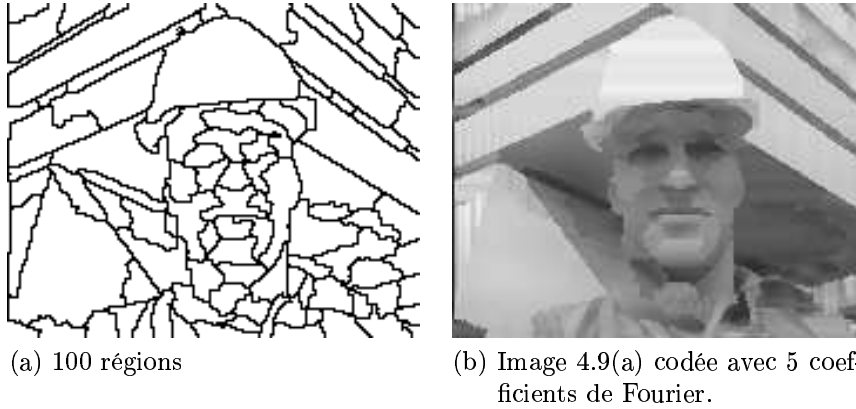 (a) 100 régions
(b) Image 4.9(a) codée avec 5 coef-
ficients de Fourier.